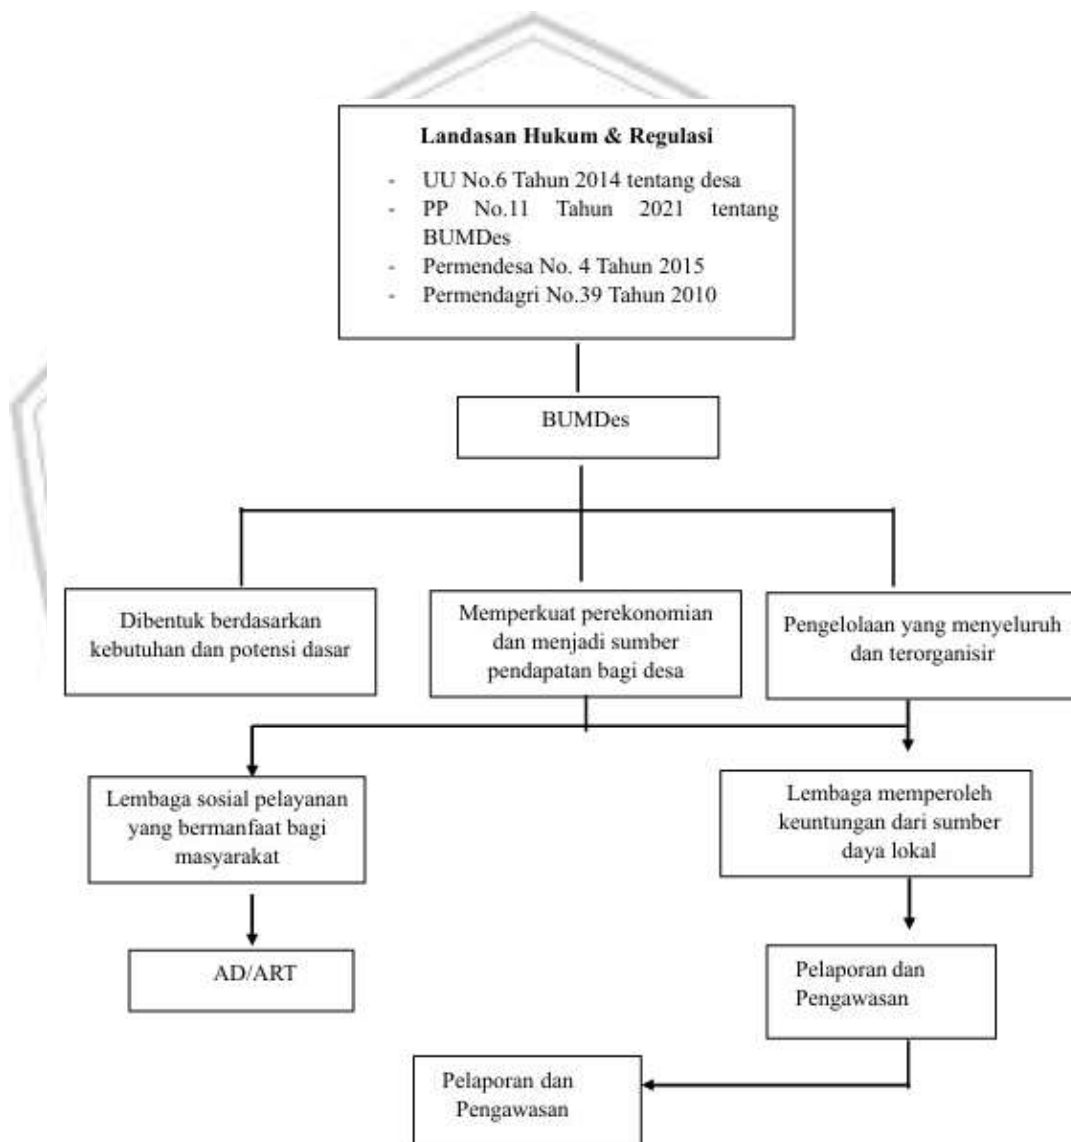 Landasan Hukum & Regulasi
- UU No.6 Tahun 2014 tentang desa
- PP No.11 Tahun 2021 tentang
BUMDes
- Permendesa No. 4 Tahun 2015
- Permendagri No.39 Tahun 2010
BUMDes
Dibentuk berdasarkan
kebutuhan dan potensi dasar
Memperkuat perekonomian
dan menjadi sumber
pendapatan bagi desa
Pengelolaan yang menyeluruh
dan terorganisir
Lembaga sosial pelayanan
yang bermanfaat bagi
masyarakat
Lembaga memperoleh
keuntungan dari sumber
daya lokal
AD/ART
Pelaporan dan
Pengawasan
Pelaporan dan
Pengawasan